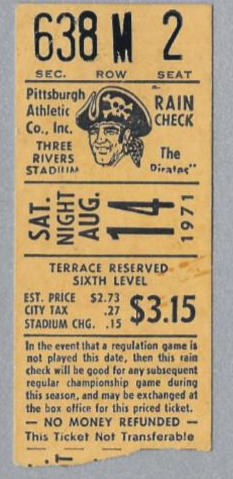 638 M 2
SEC. ROW SEAT
Pittsburgh
Athletic
Co., Inc.
THREE
RIVERS
STADIUM
RAIN
CHECK
The
Pirates"
SAT.
NIGHT
AUG.
14
1971
TERRACE RESERVED
SIXTH LEVEL
EST. PRICE $2.73
CITY TAX .27
STADIUM CHG. .15
$3.15
In the event that a regulation game is
not played this date, then this rain
check will be good for any subsequent
regular championship game during
this season, and may be exchanged at
the box office for this priced ticket.
— NO MONEY REFUNDED —
This Ticket Not Transferable